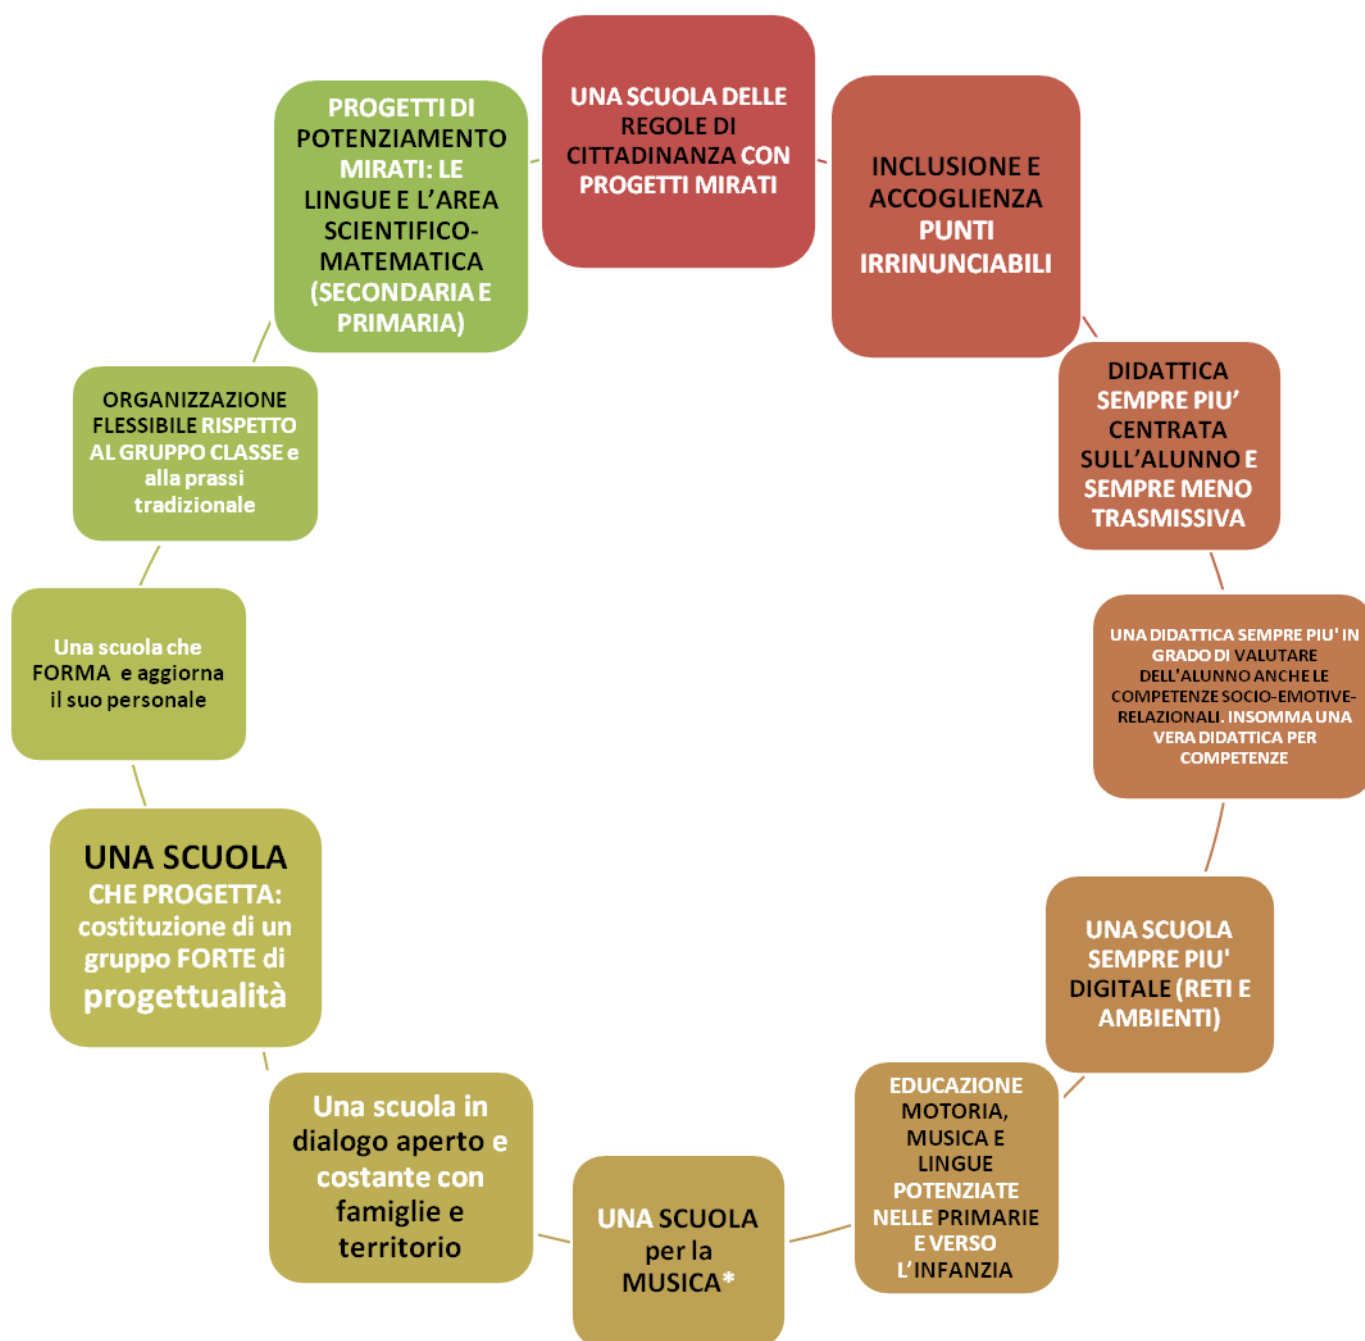 UNA SCUOLA DELLE
REGOLE DI
CITTADINANZA CON
PROGETTI MIRATI
INCLUSIONE E
ACCOGLIENZA
PUNTI
IRRINUNCIABILI
DIDATTICA
SEMPRE PIU’
CENTRATA
SULL’ALUNNO E
SEMPRE MENO
TRASMISSIVA
UNA DIDATTICA SEMPRE PIU' IN
GRADO DI VALUTARE
DELL'ALUNNO ANCHE LE
COMPETENZE SOCIO-EMOTIVE-
RELAZIONALI. INSOMMA UNA
VERA DIDATTICA PER
COMPETENZE
UNA SCUOLA
SEMPRE PIU'
DIGITALE (RETI E
AMBIENTI)
EDUCAZIONE
MOTORIA,
MUSICA E
LINGUE
POTENZIATE
NELLE PRIMARIE
E VERSO
L’INFANZIA
UNA SCUOLA
per la
MUSICA*
Una scuola in
dialogo aperto e
costante con
famiglie e
territorio
UNA SCUOLA
CHE PROGETTA:
costituzione di un
gruppo FORTE di
progettualità
Una scuola che
FORMA e aggiorna
il suo personale
ORGANIZZAZIONE
FLESSIBILE RISPETTO
AL GRUPPO CLASSE e
alla prassi
tradizionale
PROGETTI DI
POTENZIAMENTO
MIRATI: LE
LINGUE E L’AREA
SCIENTIFICO-
MATEMATICA
(SECONDARIA E
PRIMARIA)